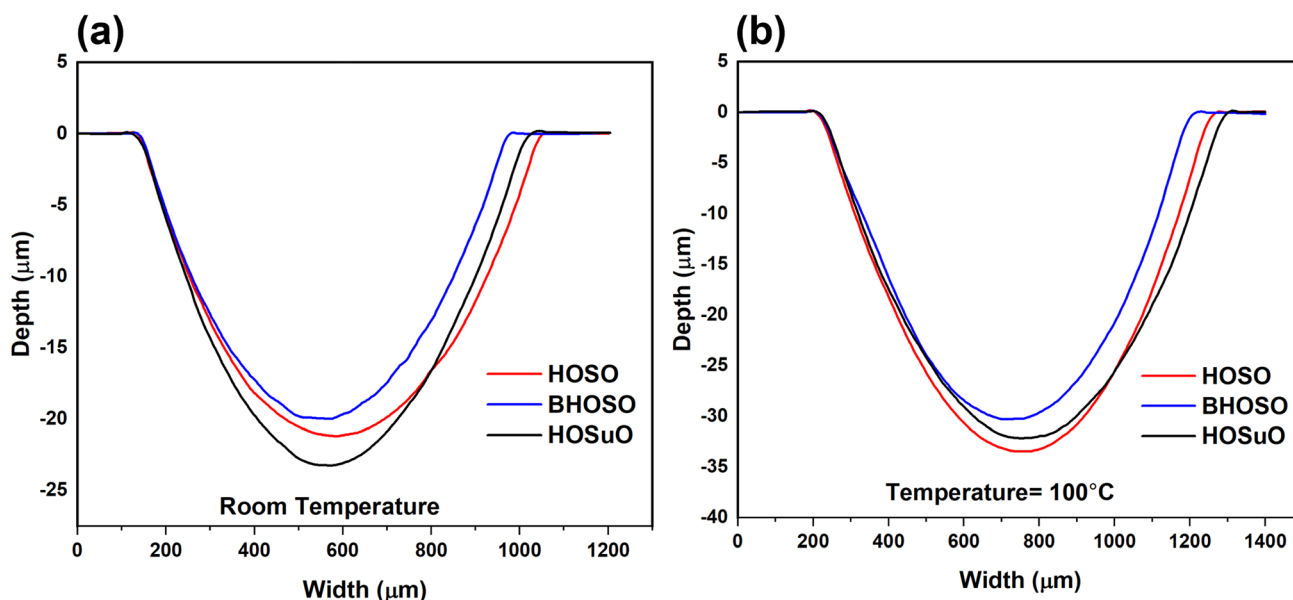 (a)
5
0
-5
-10
-15
-20
-25
Depth (μm)
HOSO
BHOSO
HOSuO
Room Temperature
0 200 400 600 800 1000 1200
Width (μm)
(b)
5
0
-5
-10
-15
-20
-25
-30
-35
-40
Depth (μm)
HOSO
BHOSO
HOSuO
Temperature= 100°C
0 200 400 600 800 1000 1200 1400
Width (μm)